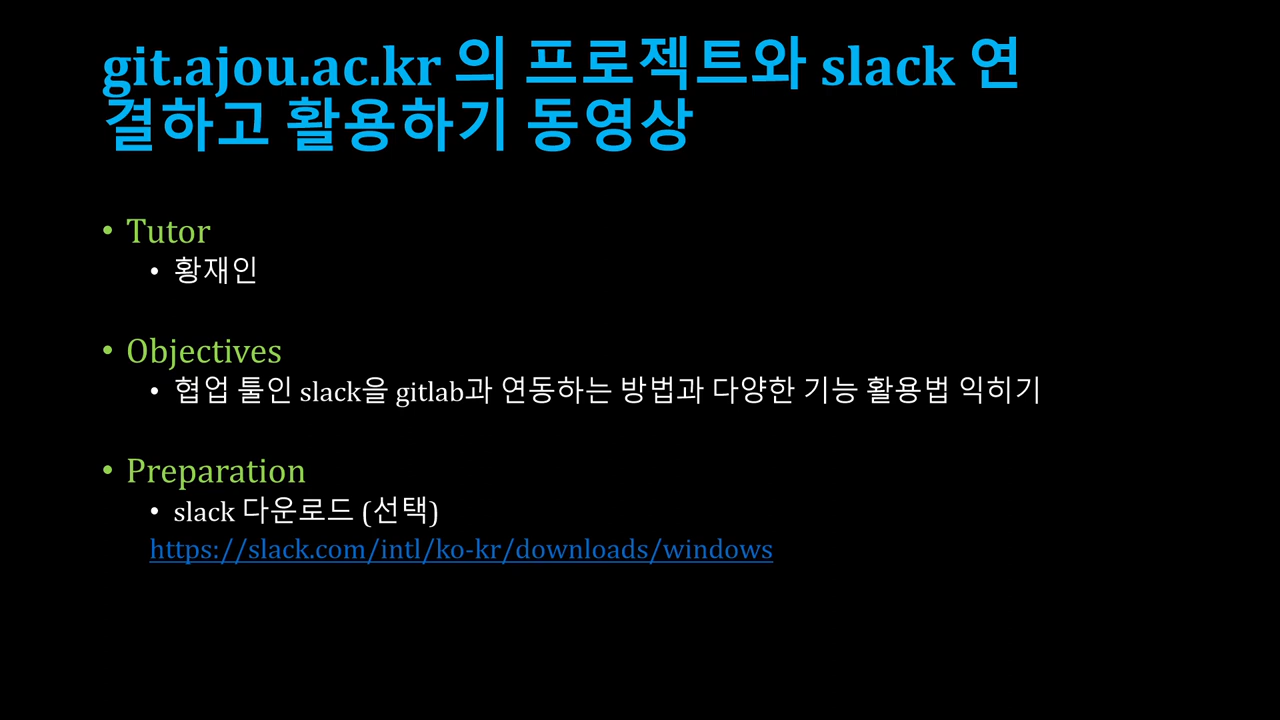 git.ajou.ac.kr 의 프로젝트와 slack 연
결하고 활용하기 동영상
• Tutor
• 황재인
• Objectives
• 협업 툴인 slack을 gitlab과 연동하는 방법과 다양한 기능 활용법 익히기
• Preparation
• slack 다운로드 (선택)
https://slack.com/intl/ko-kr/downloads/windows